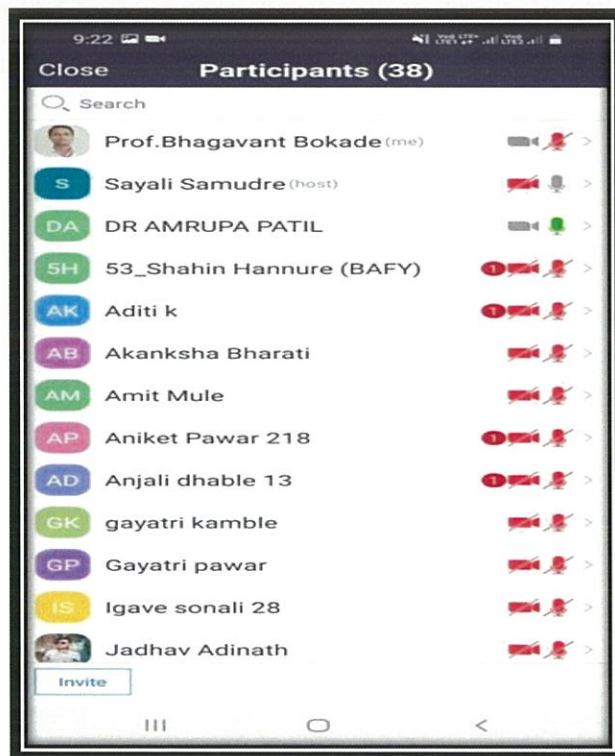 9:22
Close Participants (38)
Search
Prof.Bhagavant Bokade (me)
S Sayali Samudre (host)
DA DR AMRUPA PATIL
5H 53_Shahin Hannure (BAFY) 1
AK Aditi k 1
AB Akanksha Bharati
AM Amit Mule
AP Aniket Pawar 218 1
AD Anjali dhable 13 1
GK gayatri kamble
GP Gayatri pawar
IS Igave sonali 28
Jadhav Adinath
Invite